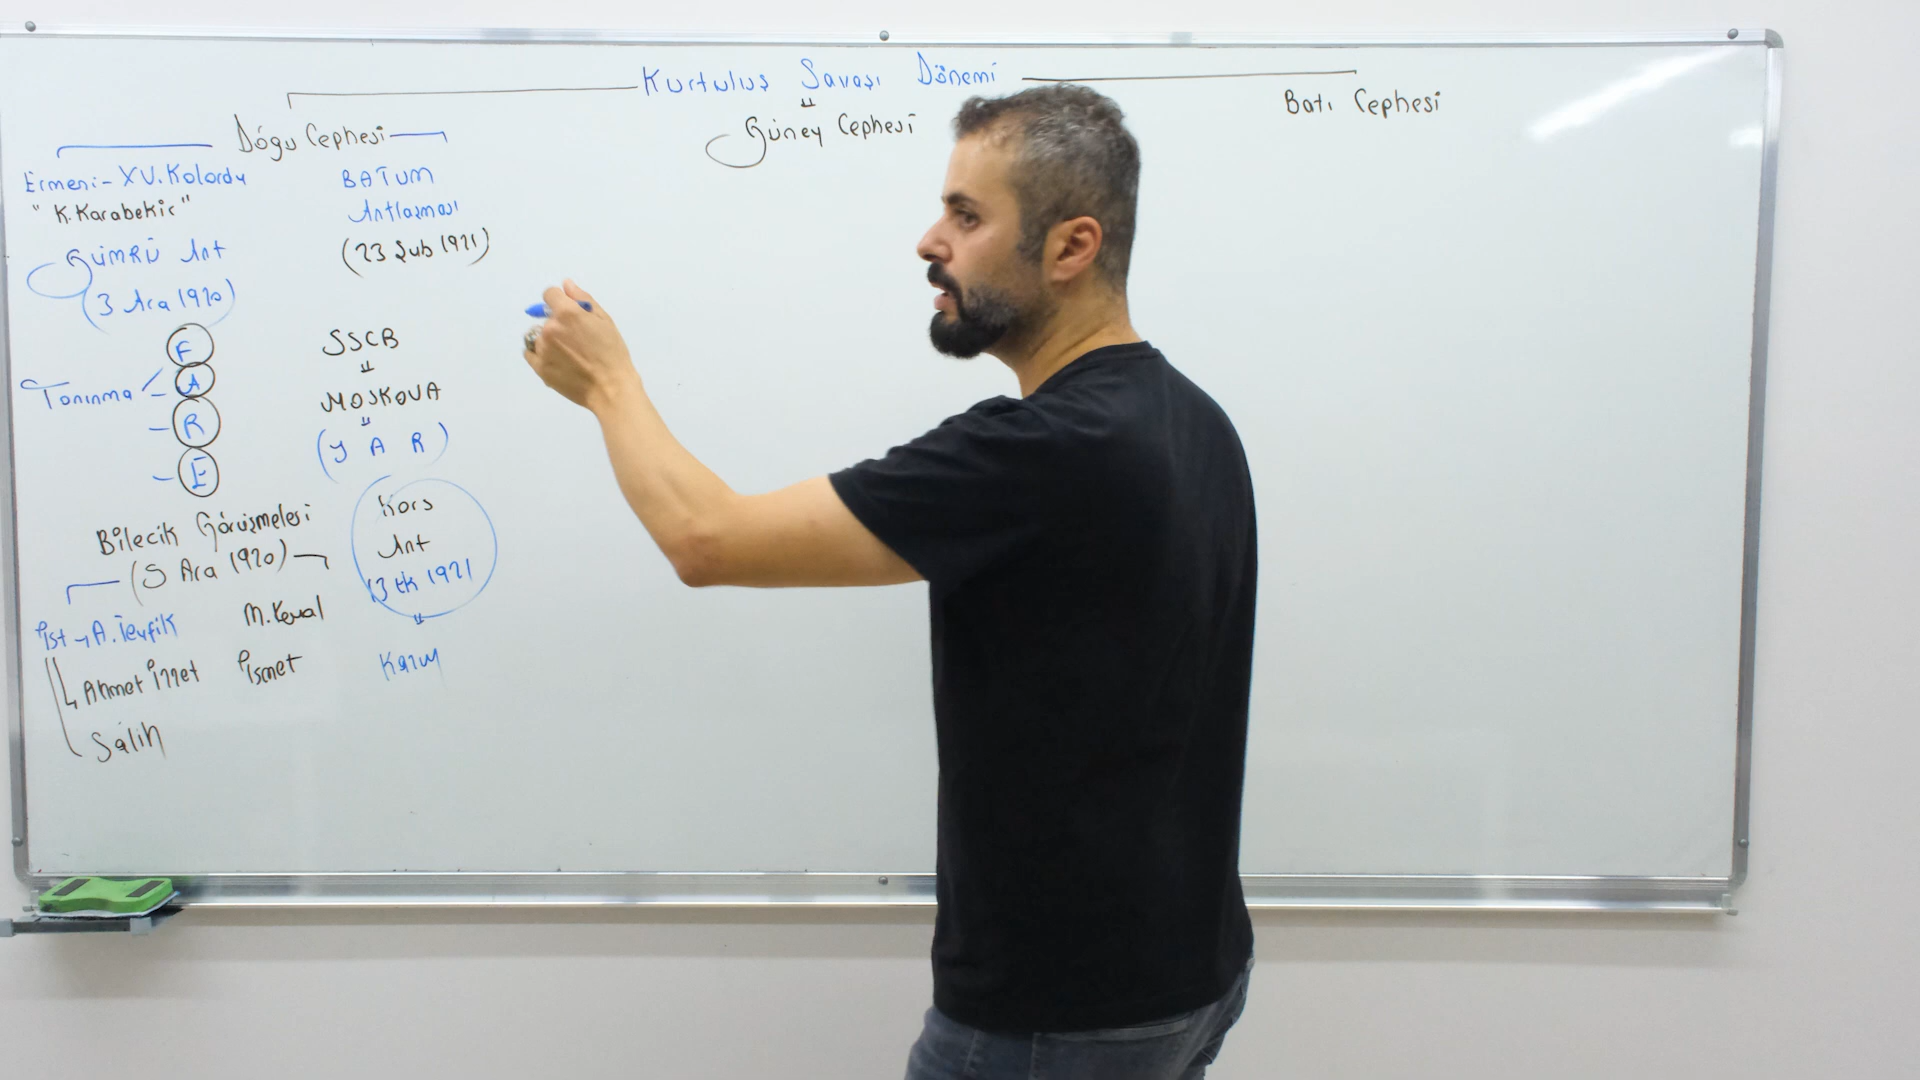 Kurtuluş Savaşı Dönemi
Doğu Cephesi
Güney Cephesi
Batı Cephesi
Ermeni - XV. Kolordu
"K. Karabekir"
GÜMRÜ Ant
(3 Ara 1920)
Tanınma
F
A
R
E
Bilecik Görüşmelesi
(5 Ara 1920)
İst → A. Tevfik
Ahmet İzzet
Salih
M. Kemal
İsmet
BATUM
Antlaşması
(23 Şub 1921)
SSCB
MOSKOVA
(Y A R)
Kars
Ant
13 Ek 1921